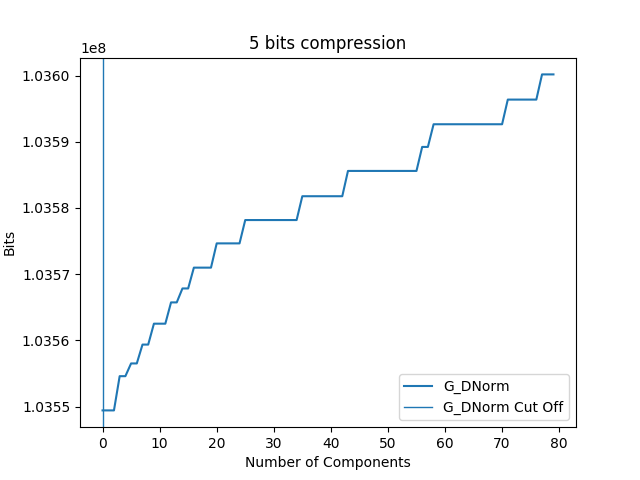 5 bits compression
1e8
1.0360
1.0359
1.0358
1.0357
1.0356
1.0355
Bits
0 10 20 30 40 50 60 70 80
Number of Components
G_DNorm
G_DNorm Cut Off